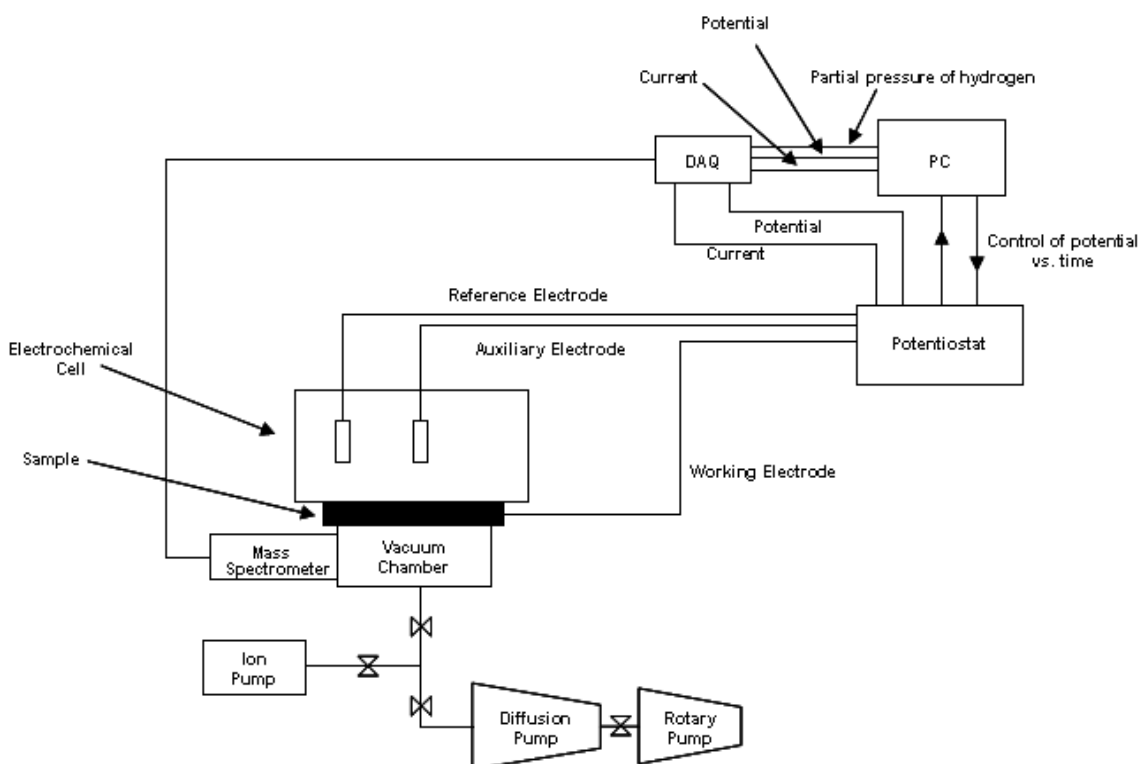 Potential
Current
Partial pressure of hydrogen
DAQ
PC
Potential
Current
Control of potential
vs. time
Reference Electrode
Auxiliary Electrode
Potentiostat
Electrochemical
Cell
Sample
Working Electrode
Mass
Spectrometer
Vacuum
Chamber
Ion
Pump
Diffusion
Pump
Rotary
Pump